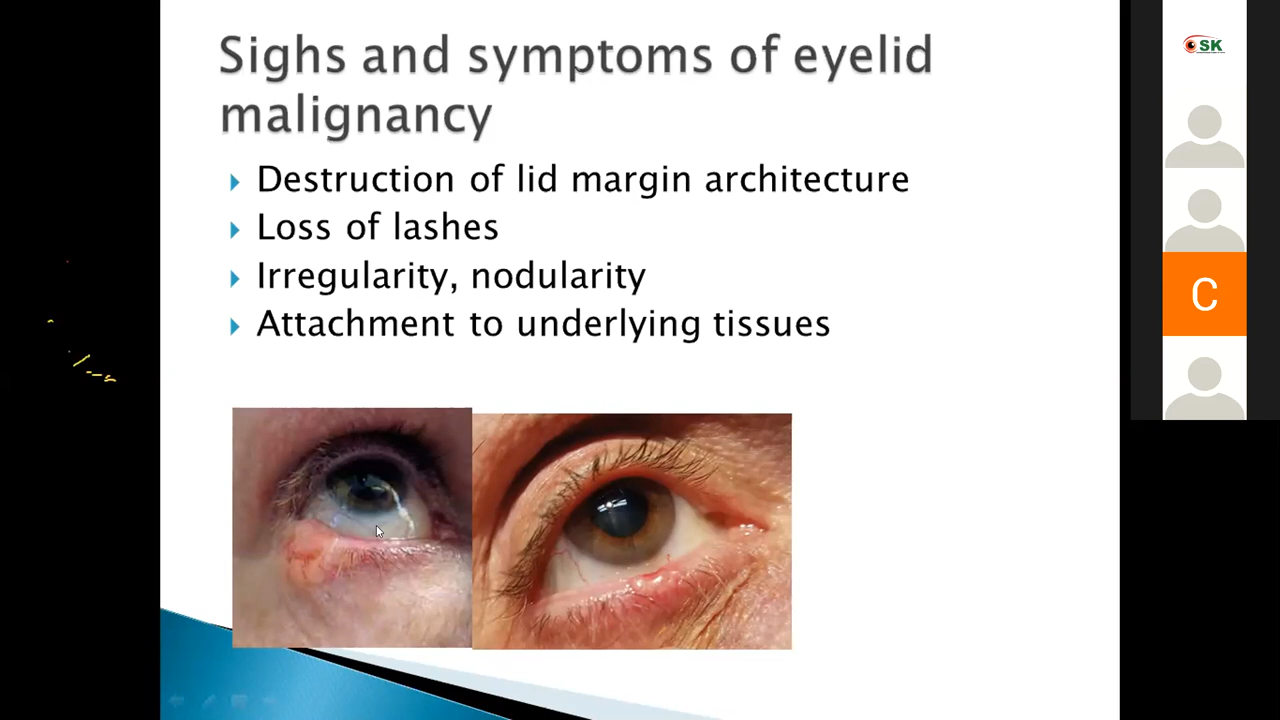 Sighs and symptoms of eyelid
malignancy
Destruction of lid margin architecture
Loss of lashes
Irregularity, nodularity
Attachment to underlying tissues
SK
C